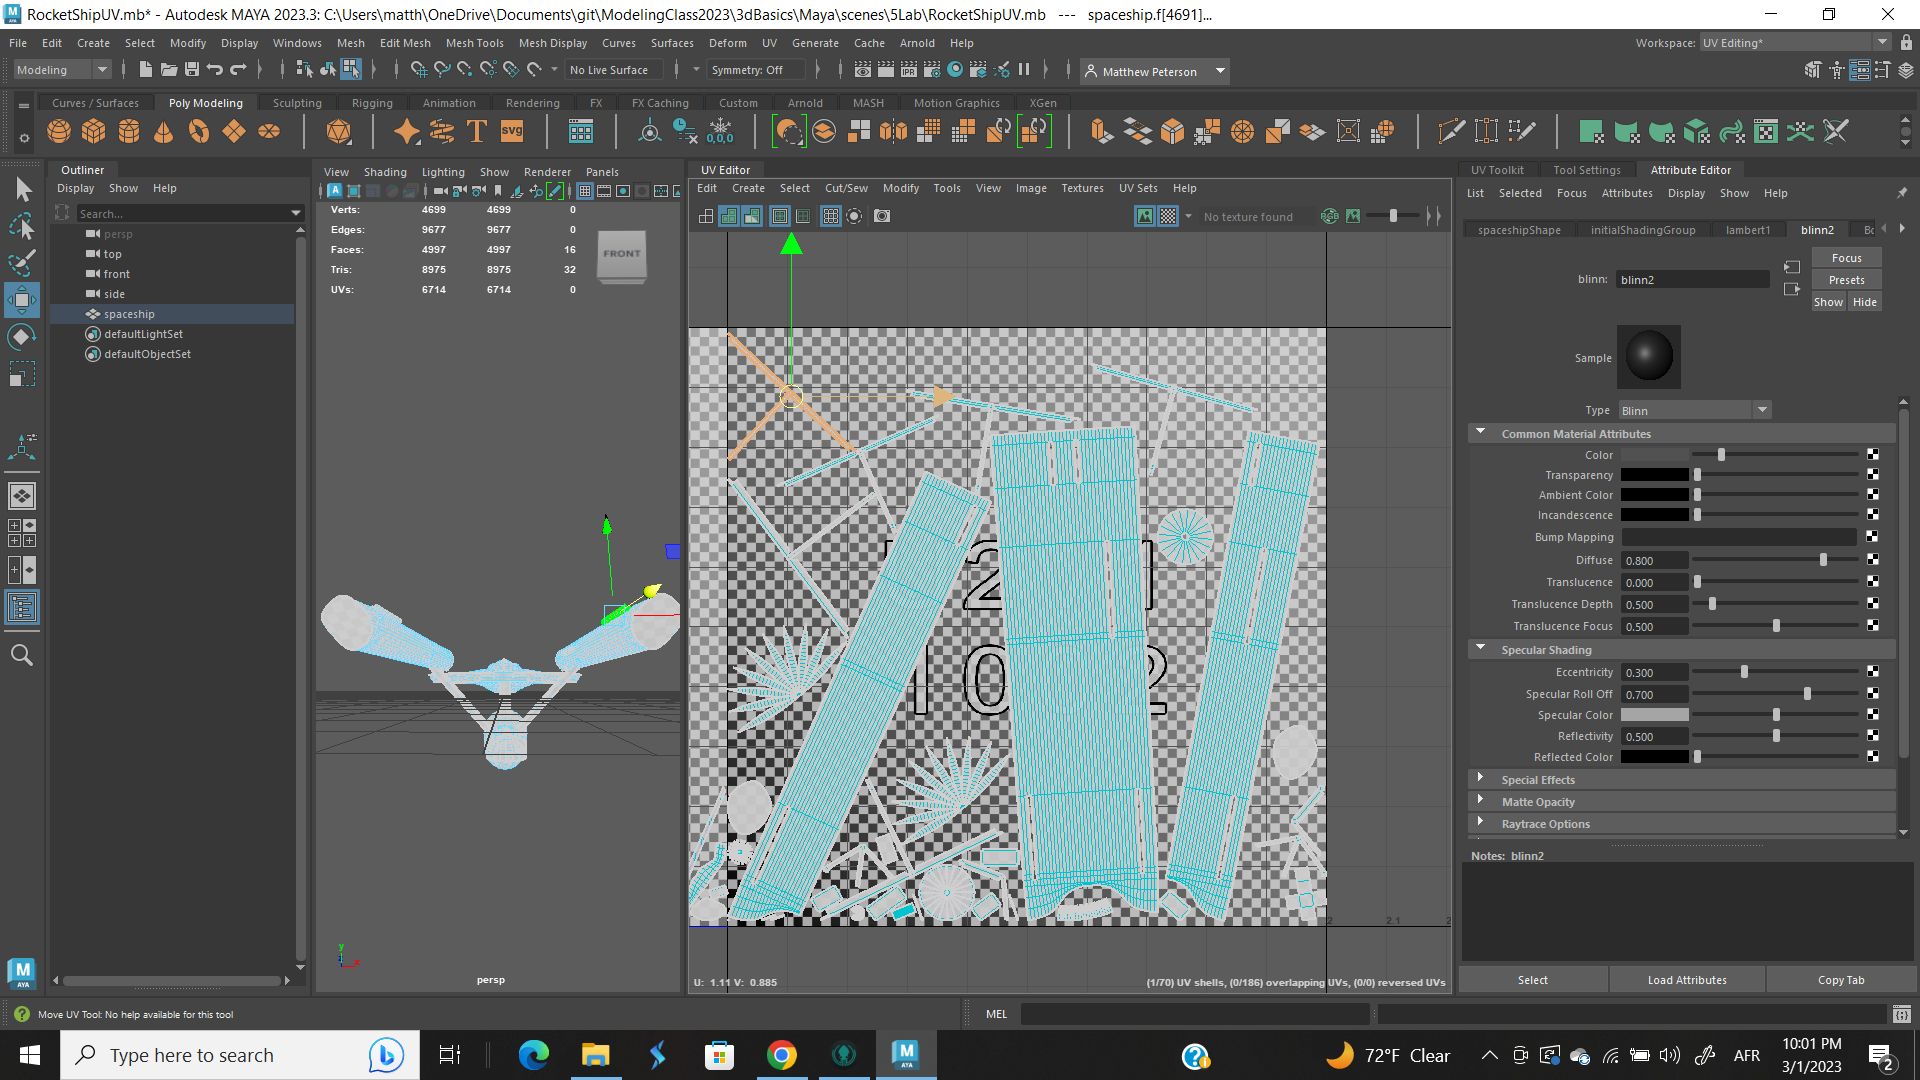 RocketShipUV.mb* - Autodesk MAYA 2023.3: C:\Users\matth\OneDrive\Documents\git\ModelingClass2023\3dBasics\Maya\scenes\5Lab\RocketShipUV.mb --- spaceship.f[4691]...
File Edit Create Select Modify Display Windows Mesh Edit Mesh Mesh Tools Mesh Display Curves Surfaces Deform UV Generate Cache Arnold Help
Workspace: UV Editing*
Modeling No Live Surface Symmetry: Off Matthew Peterson
Curves / Surfaces Poly Modeling Sculpting Rigging Animation Rendering FX FX Caching Custom Arnold MASH Motion Graphics XGen
Outliner
Display Show Help
Search...
persp
top
front
side
spaceship
defaultLightSet
defaultObjectSet
View Shading Lighting Show Renderer Panels
Verts: 4699 4699 0
Edges: 9677 9677 0
Faces: 4997 4997 16
Tris: 8975 8975 32
UVs: 6714 6714 0
FRONT
persp
UV Editor
Edit Create Select Cut/Sew Modify Tools View Image Textures UV Sets Help
No texture found
2 2.1 2
U: 1.11 V: 0.885
(1/70) UV shells, (0/186) overlapping UVs, (0/0) reversed UVs
UV Toolkit Tool Settings Attribute Editor
List Selected Focus Attributes Display Show Help
spaceshipShape initialShadingGroup lambert1 blinn2
blinn: blinn2
Focus
Presets
Show Hide
Sample
Type Blinn
Common Material Attributes
Color
Transparency
Ambient Color
Incandescence
Bump Mapping
Diffuse 0.800
Translucence 0.000
Translucence Depth 0.500
Translucence Focus 0.500
Specular Shading
Eccentricity 0.300
Specular Roll Off 0.700
Specular Color
Reflectivity 0.500
Reflected Color
Special Effects
Matte Opacity
Raytrace Options
Notes: blinn2
Select Load Attributes Copy Tab
Move UV Tool: No help available for this tool
MEL
Type here to search
72°F Clear
AFR
10:01 PM
3/1/2023
2